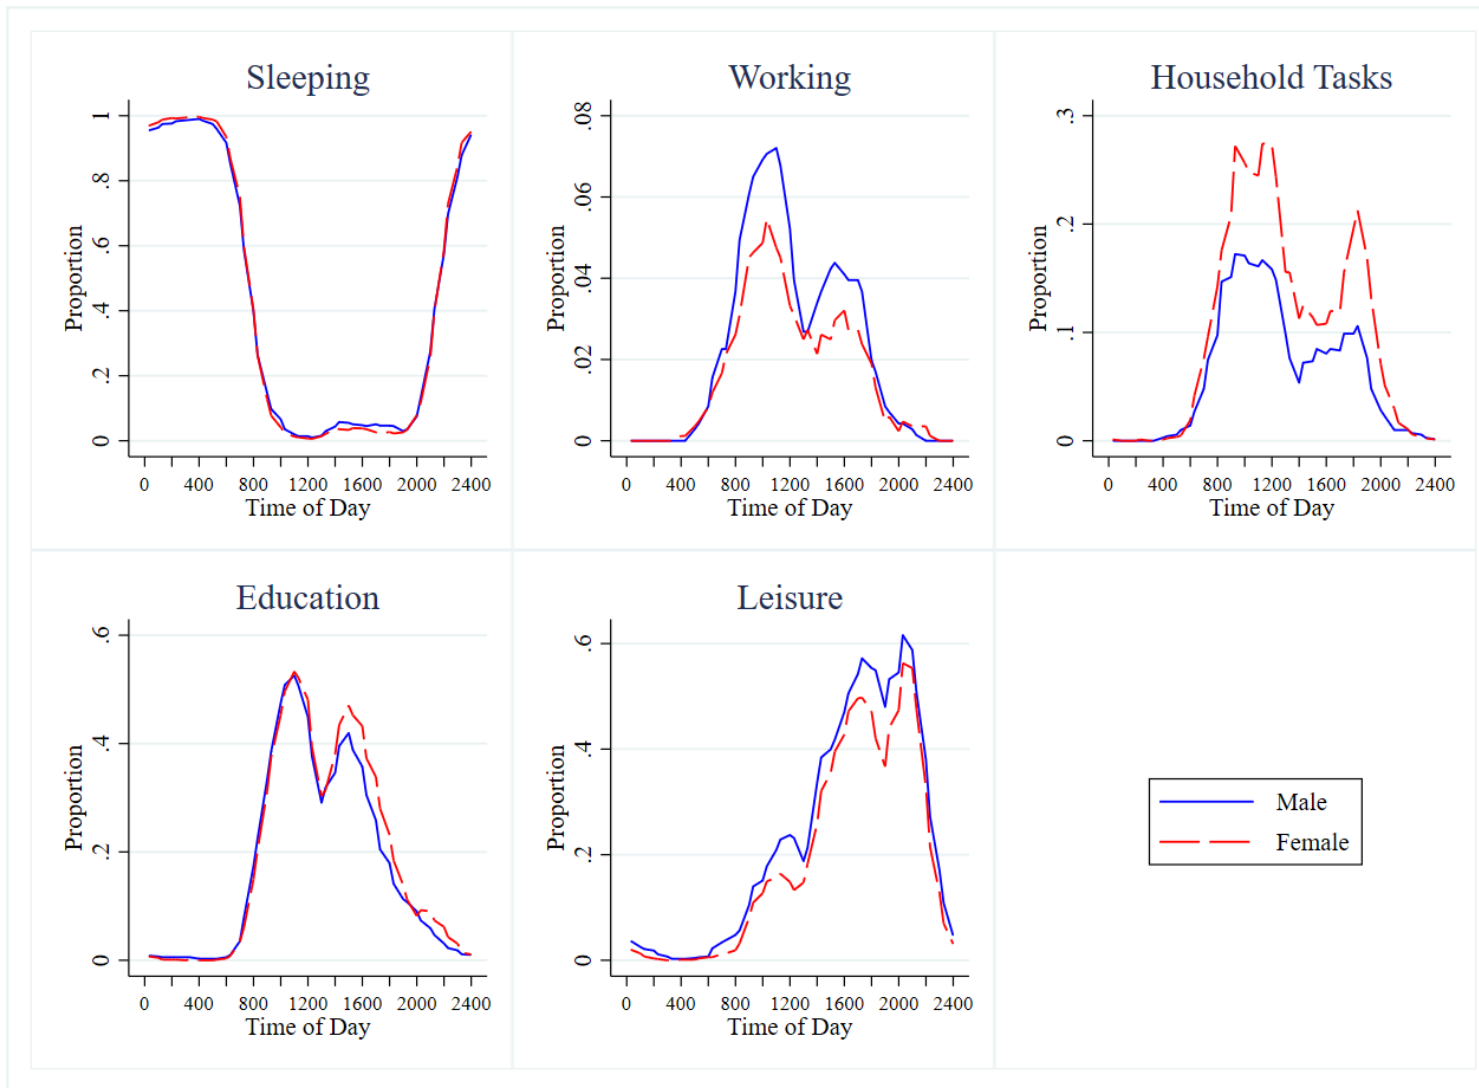 Sleeping
Proportion
1
.8
.6
.4
.2
0
0 400 800 1200 1600 2000 2400
Time of Day
Working
Proportion
.08
.06
.04
.02
0
0 400 800 1200 1600 2000 2400
Time of Day
Household Tasks
Proportion
.3
.2
.1
0
0 400 800 1200 1600 2000 2400
Time of Day
Education
Proportion
.6
.4
.2
0
0 400 800 1200 1600 2000 2400
Time of Day
Leisure
Proportion
.6
.4
.2
0
0 400 800 1200 1600 2000 2400
Time of Day
Male
Female